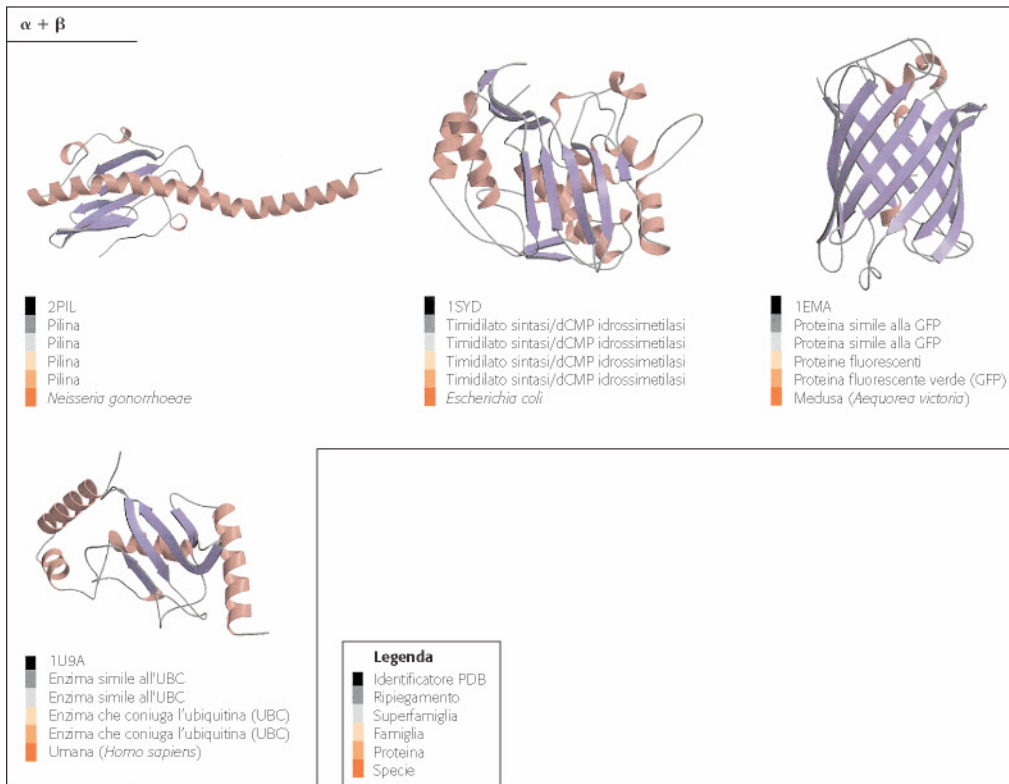 α + β
2PIL
Pilina
Pilina
Pilina
Pilina
Neisseria gonorrhoeae
1SYD
Timidilato sintasi/dCMP idrossimetilasi
Timidilato sintasi/dCMP idrossimetilasi
Timidilato sintasi/dCMP idrossimetilasi
Timidilato sintasi/dCMP idrossimetilasi
Escherichia coli
1EMA
Proteina simile alla GFP
Proteina simile alla GFP
Proteine fluorescenti
Proteina fluorescente verde (GFP)
Medusa (Aequorea victoria)
1U9A
Enzima simile all'UBC
Enzima simile all'UBC
Enzima che coniuga l'ubiquitina (UBC)
Enzima che coniuga l'ubiquitina (UBC)
Umana (Homo sapiens)
Legenda
Identificatore PDB
Ripiegamento
Superfamiglia
Famiglia
Proteina
Specie